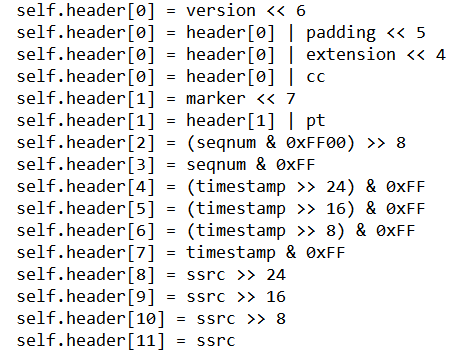 self.header[0] = version << 6
self.header[0] = header[0] | padding << 5
self.header[0] = header[0] | extension << 4
self.header[0] = header[0] | cc
self.header[1] = marker << 7
self.header[1] = header[1] | pt
self.header[2] = (seqnum & 0xFF00) >> 8
self.header[3] = seqnum & 0xFF
self.header[4] = (timestamp >> 24) & 0xFF
self.header[5] = (timestamp >> 16) & 0xFF
self.header[6] = (timestamp >> 8) & 0xFF
self.header[7] = timestamp & 0xFF
self.header[8] = ssrc >> 24
self.header[9] = ssrc >> 16
self.header[10] = ssrc >> 8
self.header[11] = ssrc